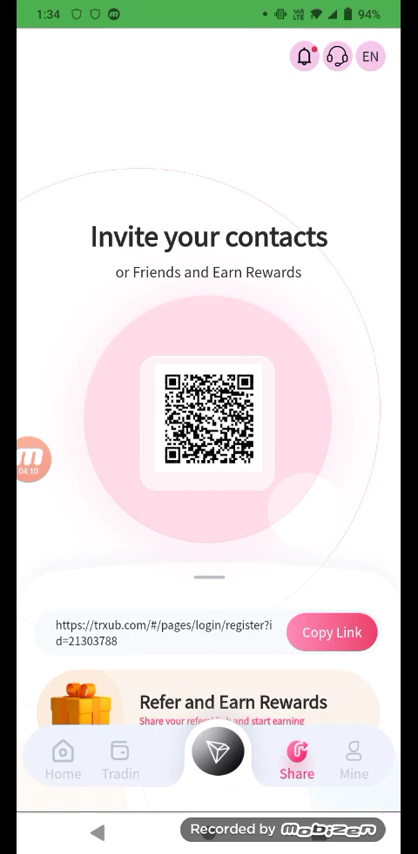 1:34
94%
EN
Invite your contacts
or Friends and Earn Rewards
04:10
https://trxub.com/#/pages/login/register?i
d=21303788
Copy Link
Refer and Earn Rewards
Share your referral link and start earning
Home
Tradin
Share
Mine
Recorded by mobizen